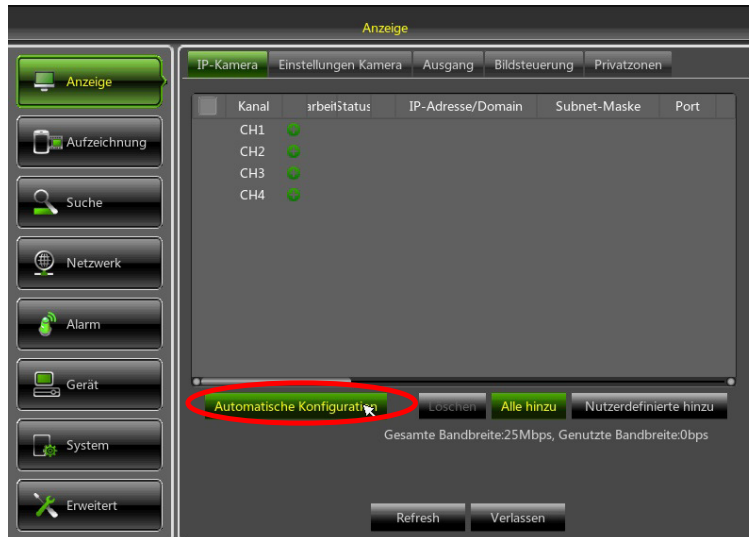 Anzeige
Anzeige
Aufzeichnung
Suche
Netzwerk
Alarm
Gerät
System
Erweitert
IP-Kamera Einstellungen Kamera Ausgang Bildsteuerung Privatzonen
Kanal arbeit Status IP-Adresse/Domain Subnet-Maske Port
CH1
CH2
CH3
CH4
Automatische Konfiguration Löschen Alle hinzu Nutzerdefinierte hinzu
Gesamte Bandbreite:25Mbps, Genutzte Bandbreite:0bps
Refresh Verlassen